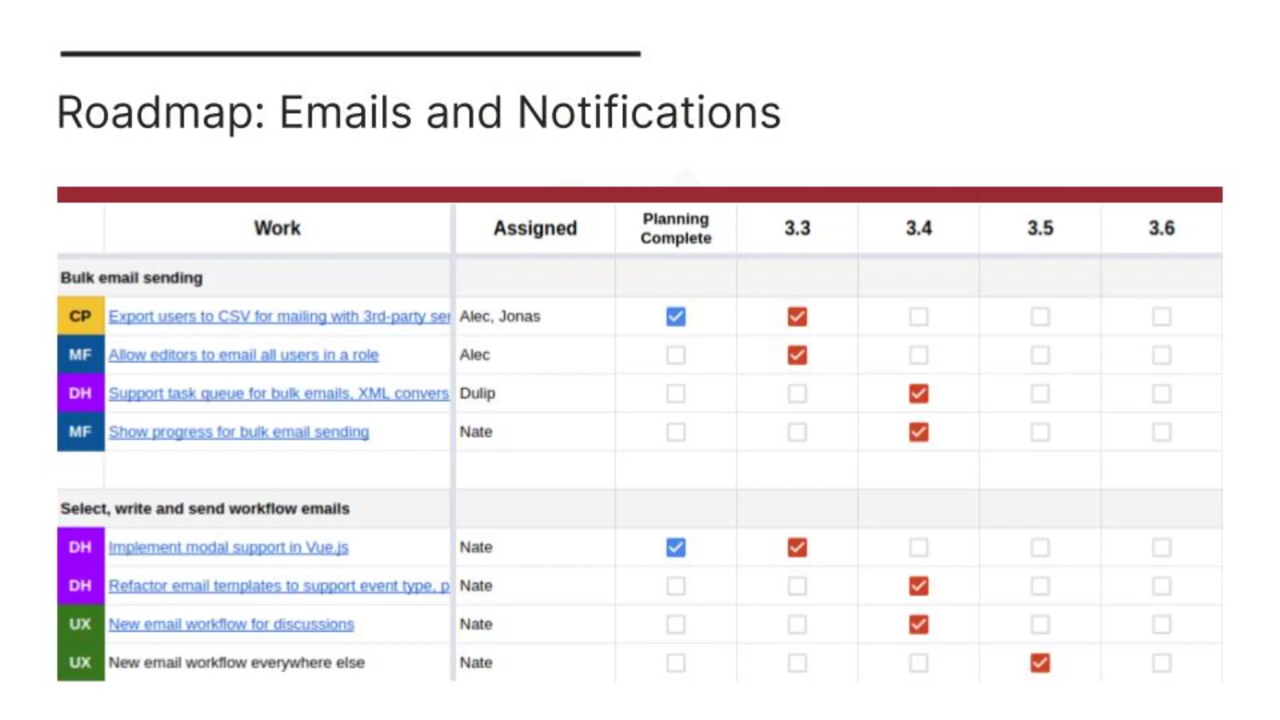 Roadmap: Emails and Notifications
Work Assigned Planning Complete 3.3 3.4 3.5 3.6
Bulk email sending
CP Export users to CSV for mailing with 3rd-party ser Alec, Jonas
MF Allow editors to email all users in a role Alec
DH Support task queue for bulk emails, XML convers Dulip
MF Show progress for bulk email sending Nate
Select, write and send workflow emails
DH Implement modal support in Vue.js Nate
DH Refactor email templates to support event type, p Nate
UX New email workflow for discussions Nate
UX New email workflow everywhere else Nate